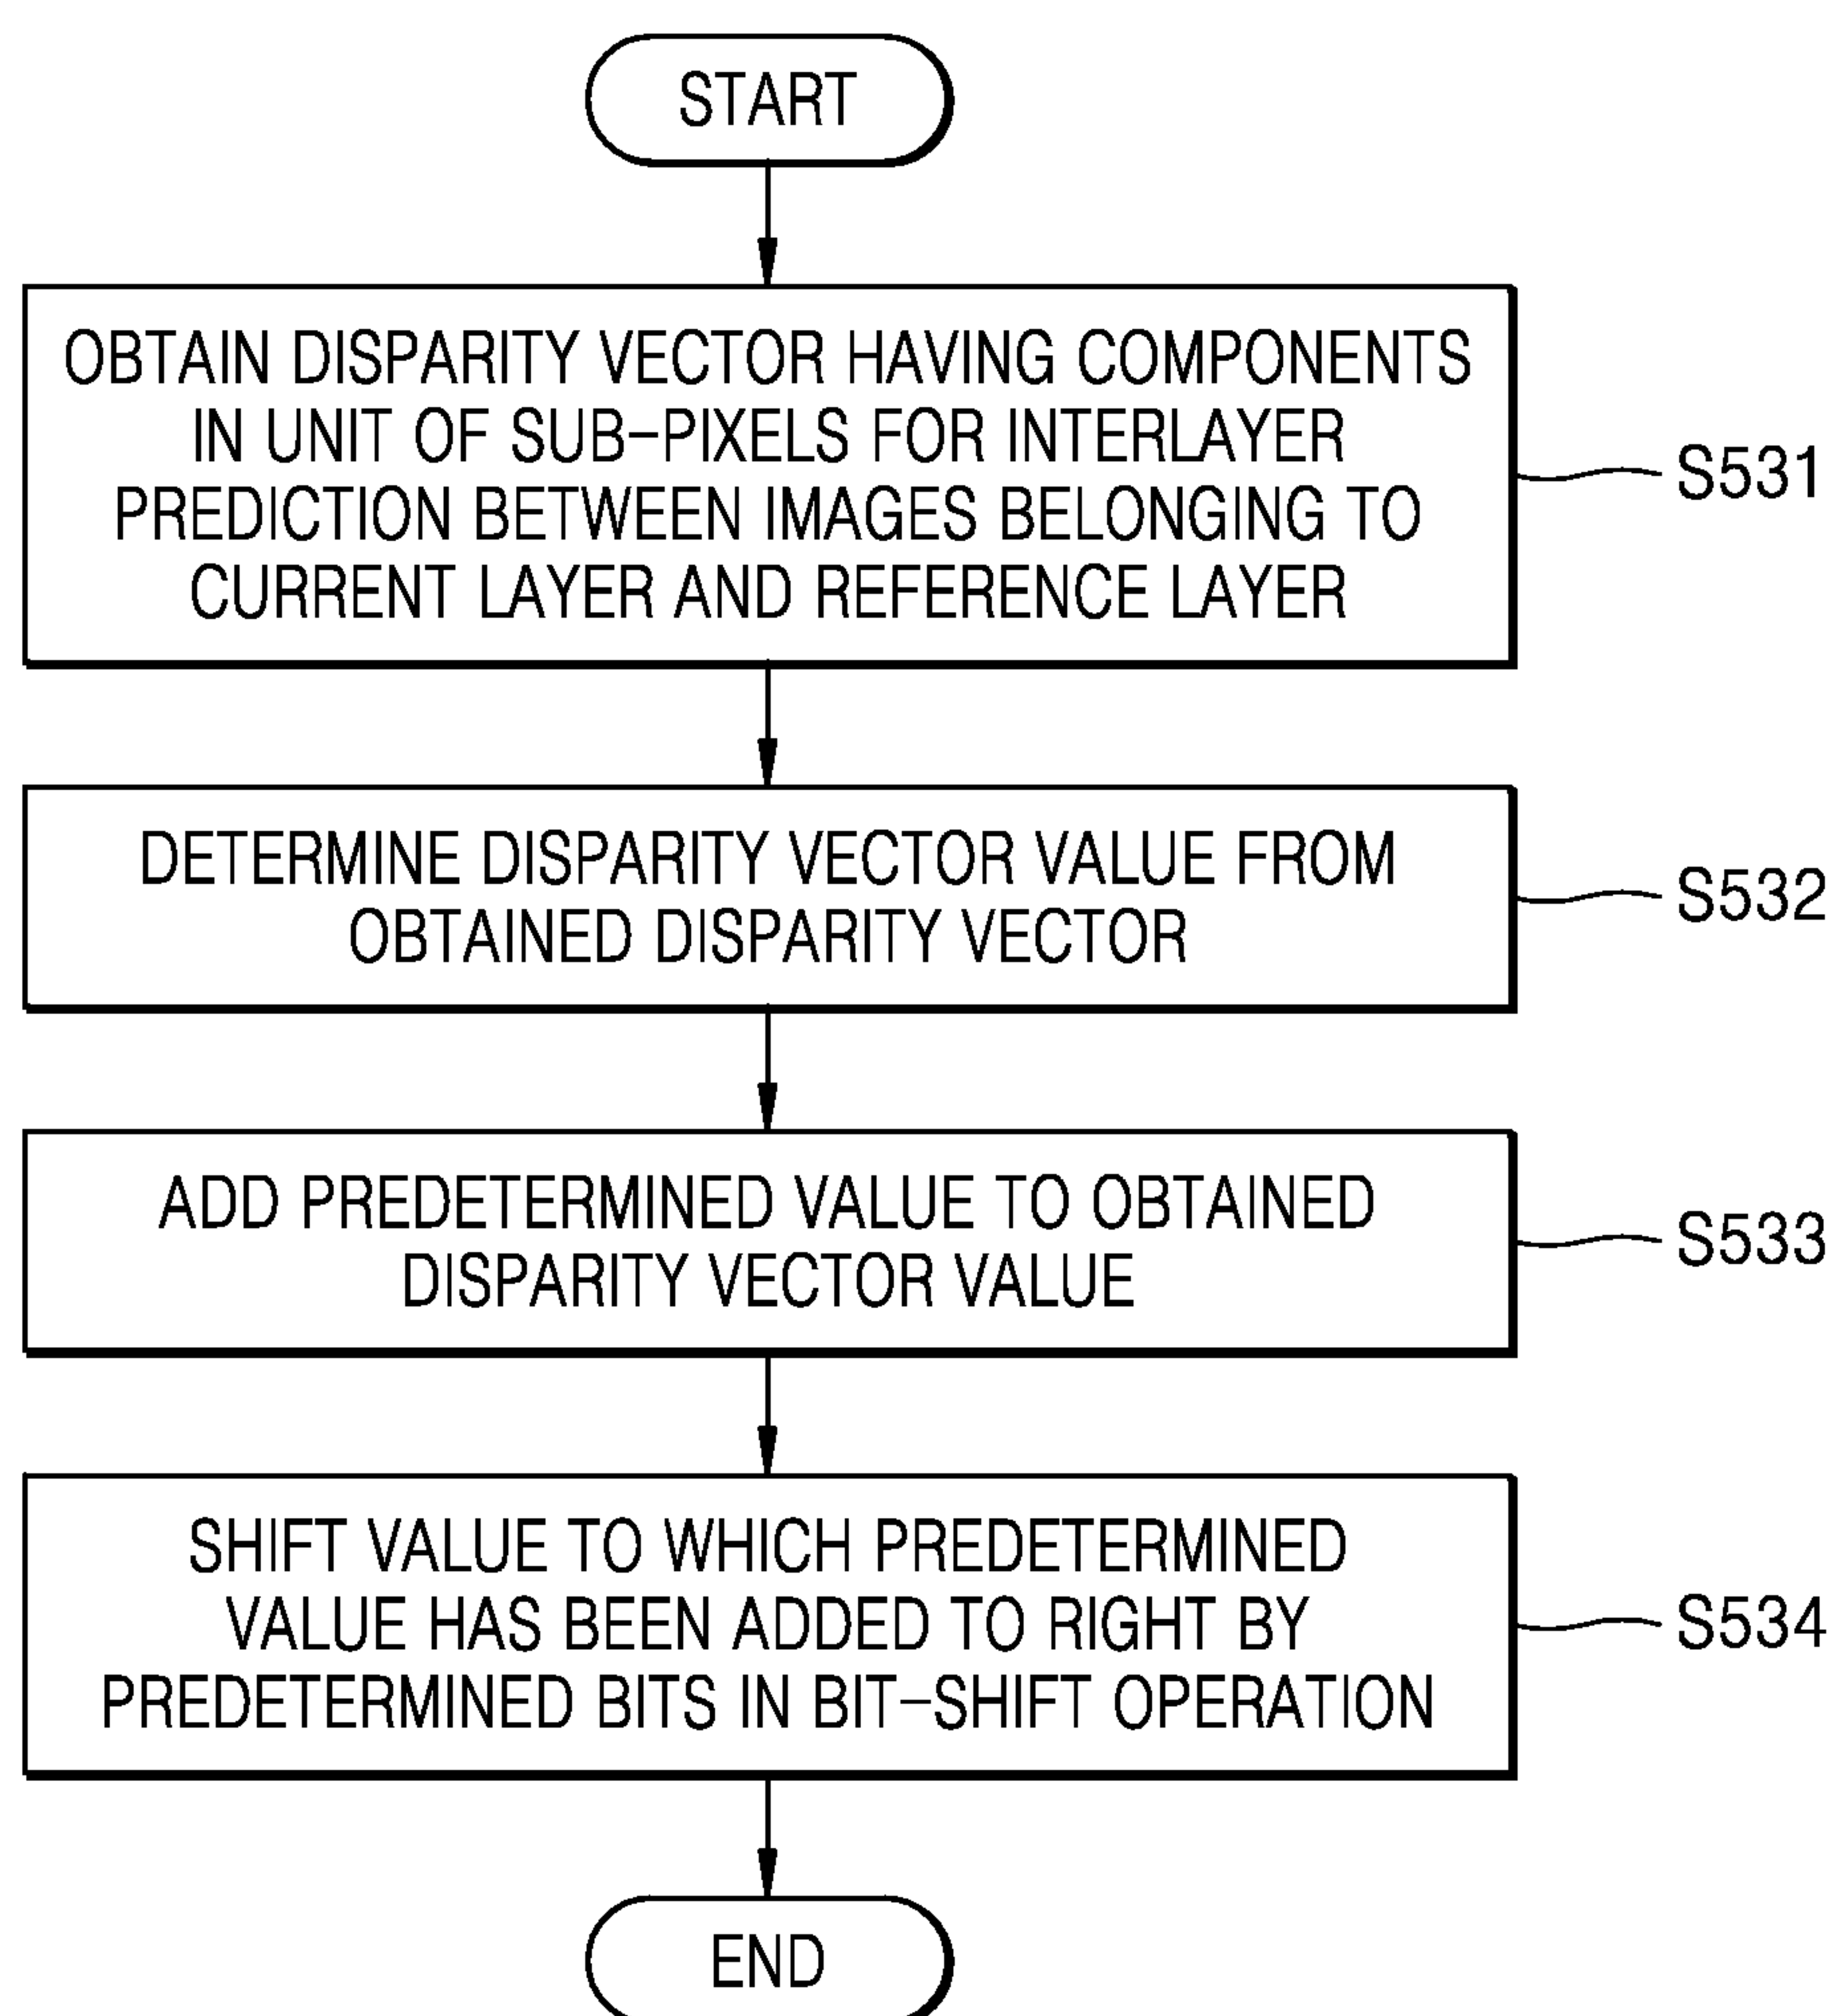 START
OBTAIN DISPARITY VECTOR HAVING COMPONENTS
IN UNIT OF SUB-PIXELS FOR INTERLAYER
PREDICTION BETWEEN IMAGES BELONGING TO
CURRENT LAYER AND REFERENCE LAYER
S531
DETERMINE DISPARITY VECTOR VALUE FROM
OBTAINED DISPARITY VECTOR
S532
ADD PREDETERMINED VALUE TO OBTAINED
DISPARITY VECTOR VALUE
S533
SHIFT VALUE TO WHICH PREDETERMINED
VALUE HAS BEEN ADDED TO RIGHT BY
PREDETERMINED BITS IN BIT-SHIFT OPERATION
S534
END